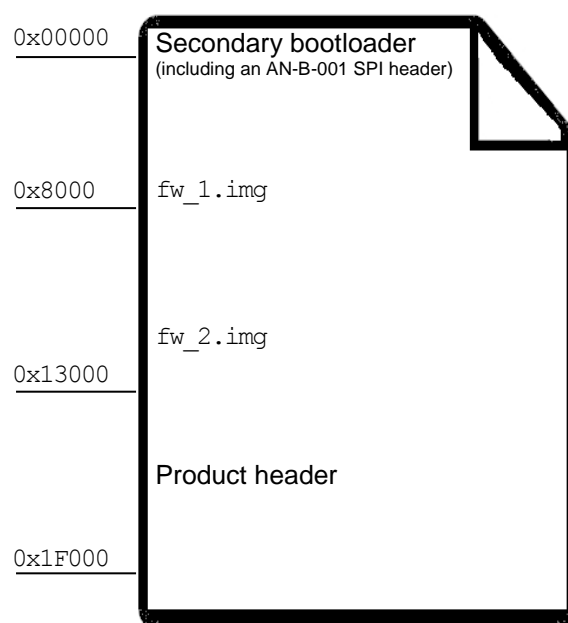 0x00000
Secondary bootloader
(including an AN-B-001 SPI header)
0x8000
fw_1.img
fw_2.img
0x13000
Product header
0x1F000